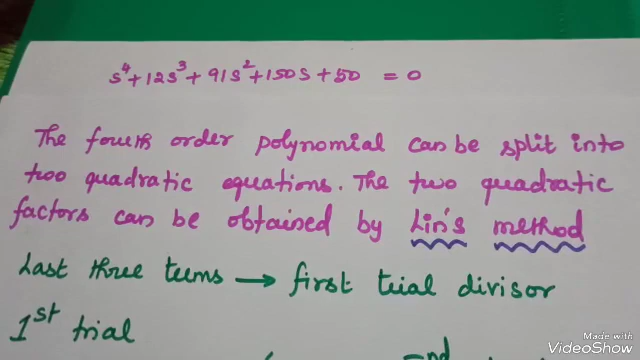 s⁴+12s³+91s²+150s+50 = 0
The fourth order polynomial can be split into
two quadratic equations. The two quadratic
factors can be obtained by Lin's method
Last three terms → first trial divisor
1st trial
nd
Made with
VideoShow